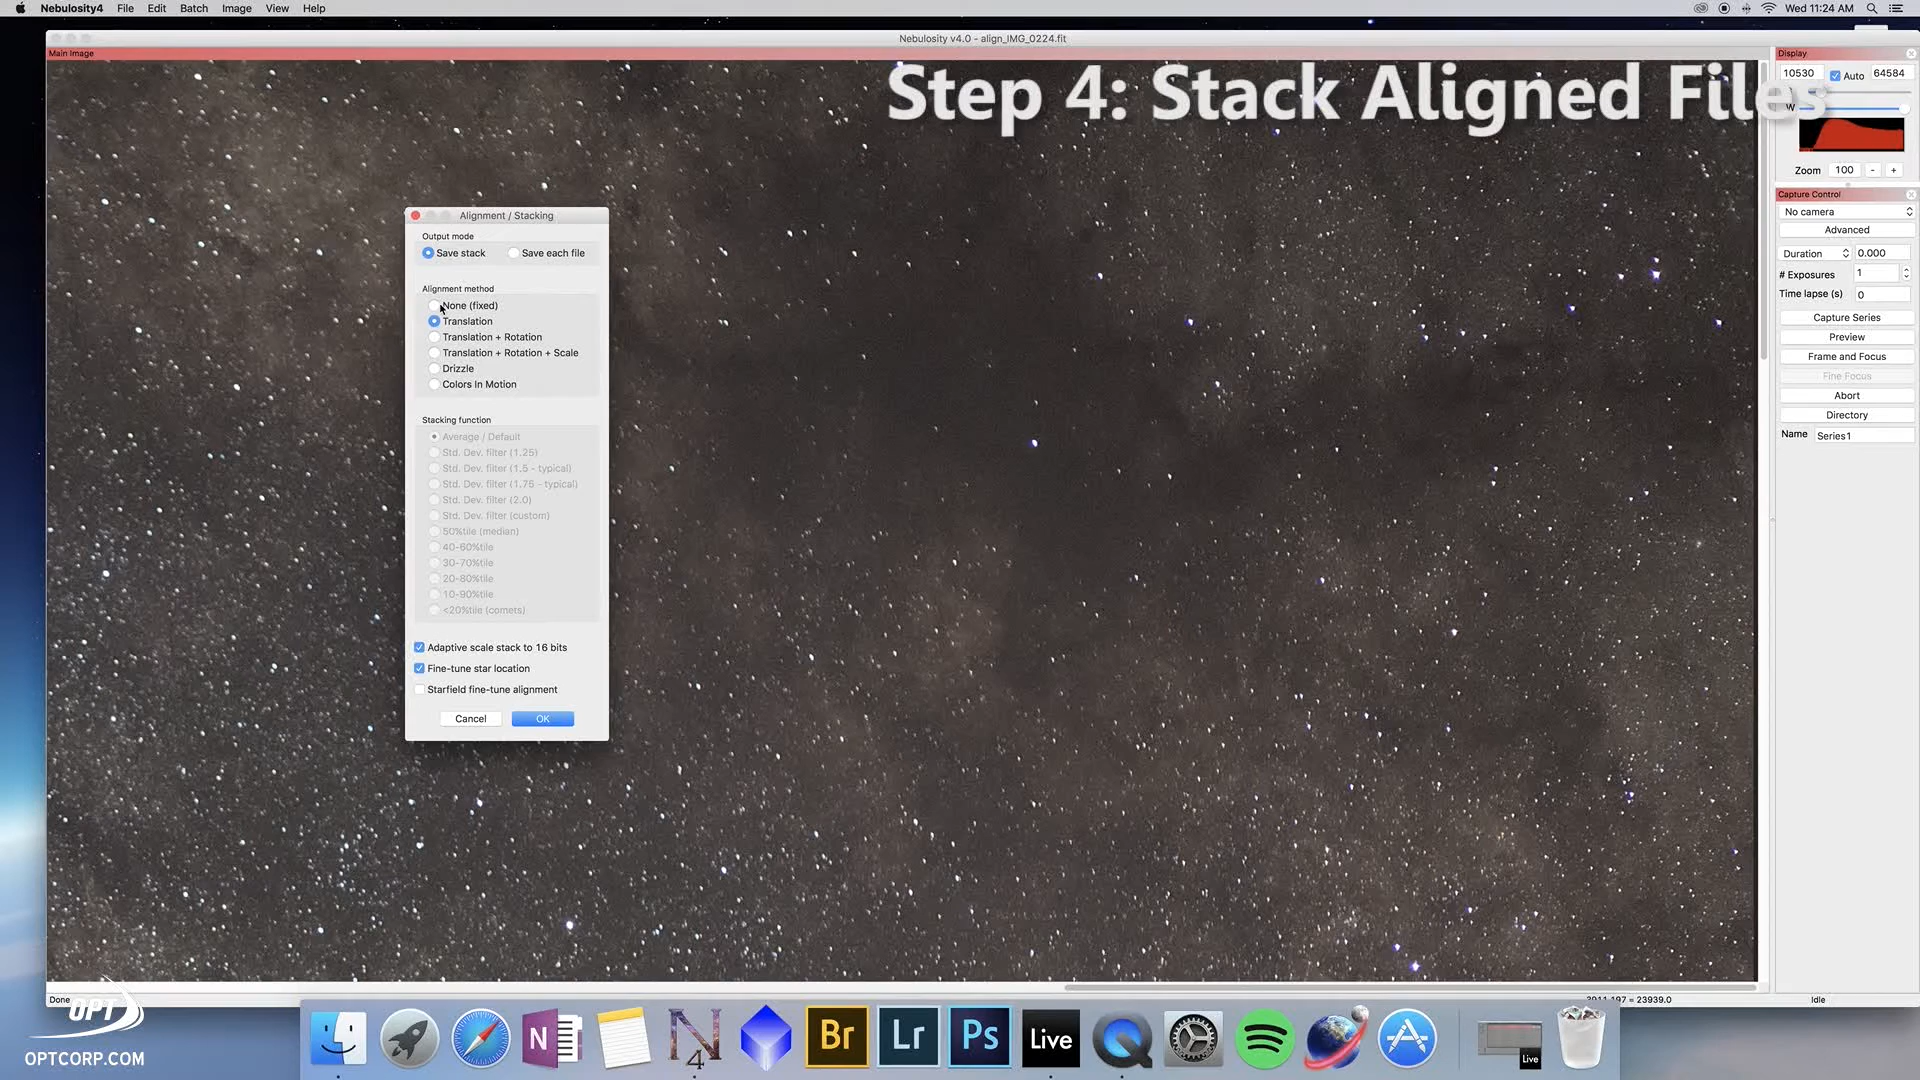 Nebulosity4 File Edit Batch Image View Help Wed 11:24 AM
Nebulosity v4.0 - align_IMG_0224.fit
Main Image
Step 4: Stack Aligned Files
Display
10530 Auto 64584
W
Zoom 100 - +
Capture Control
No camera
Advanced
Duration 0.000
# Exposures 1
Time lapse (s) 0
Capture Series
Preview
Frame and Focus
Fine Focus
Abort
Directory
Name Series1
Alignment / Stacking
Output mode
Save stack Save each file
Alignment method
None (fixed)
Translation
Translation + Rotation
Translation + Rotation + Scale
Drizzle
Colors In Motion
Stacking function
Average / Default
Std. Dev. filter (1.25)
Std. Dev. filter (1.5 - typical)
Std. Dev. filter (1.75 - typical)
Std. Dev. filter (2.0)
Std. Dev. filter (custom)
50%tile (median)
40-60%tile
30-70%tile
20-80%tile
10-90%tile
<20%tile (comets)
Adaptive scale stack to 16 bits
Fine-tune star location
Starfield fine-tune alignment
Cancel OK
Done
3911,197 = 23939.0 Idle
OPT
OPTCORP.COM
N N 4 Br Lr Ps Live Live